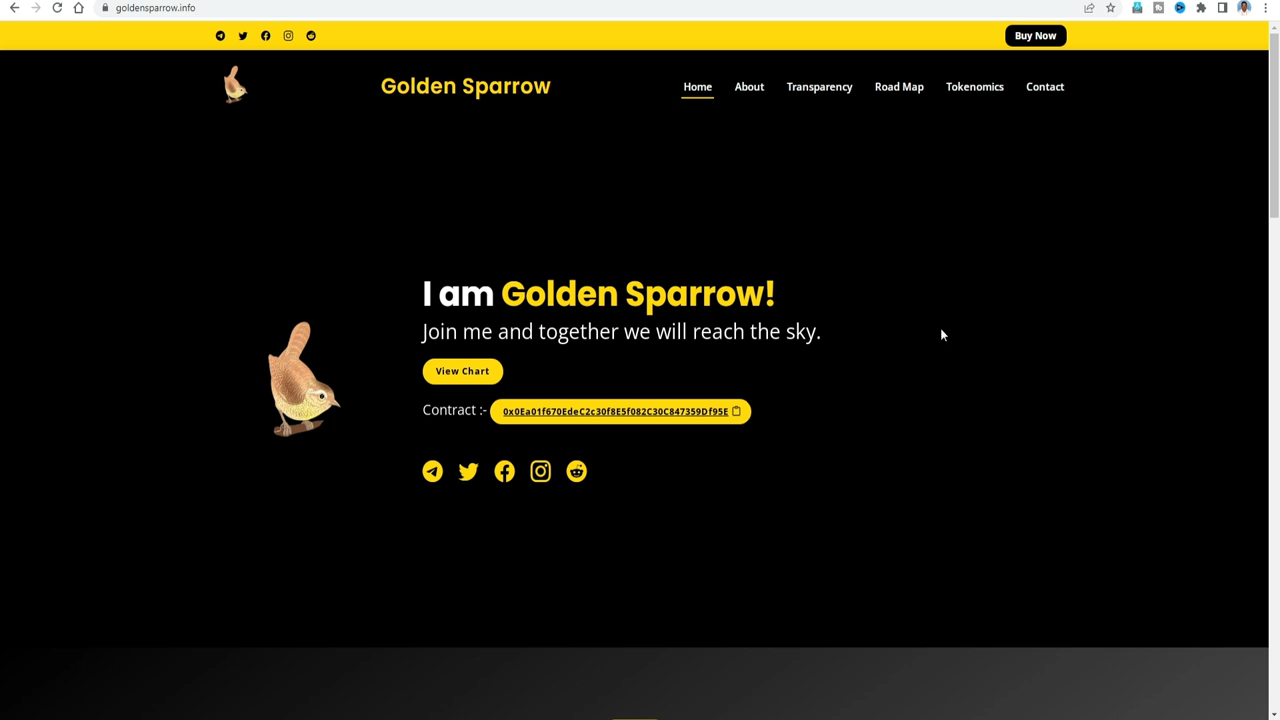 goldensparrow.info
Buy Now
Golden Sparrow
Home About Transparency Road Map Tokenomics Contact
I am Golden Sparrow!
Join me and together we will reach the sky.
View Chart
Contract :- 0x0Ea01f670EdeC2c30f8E5f082C30C847359Df95E